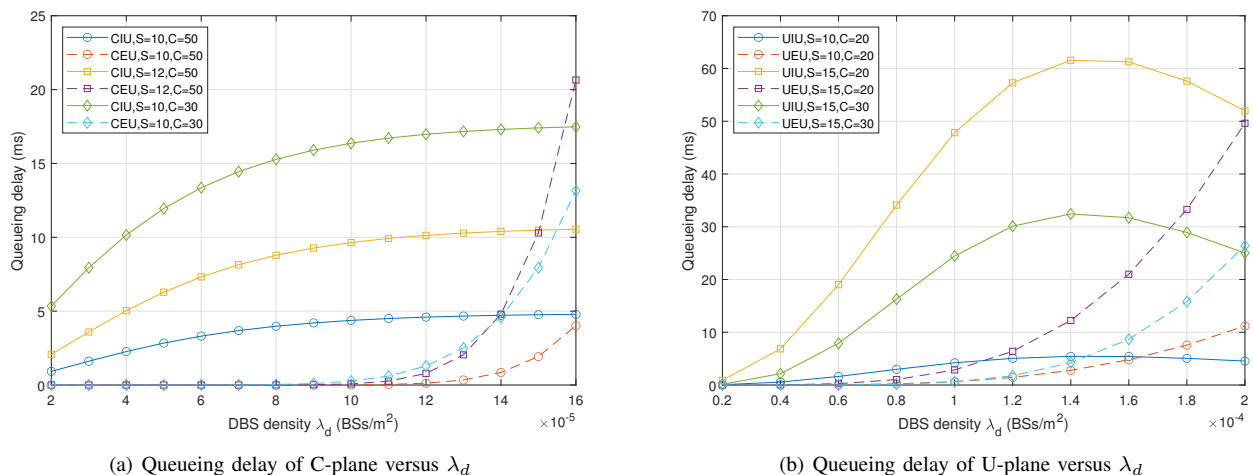 25
20
15
10
5
0
Queueing delay (ms)
CIU,S=10,C=50
CEU,S=10,C=50
CIU,S=12,C=50
CEU,S=12,C=50
CIU,S=10,C=30
CEU,S=10,C=30
2 4 6 8 10 12 14 16
×10⁻⁵
DBS density λ_d (BSs/m²)
(a) Queueing delay of C-plane versus λ_d
70
60
50
40
30
20
10
0
Queueing delay (ms)
UIU,S=10,C=20
UEU,S=10,C=20
UIU,S=15,C=20
UEU,S=15,C=20
UIU,S=15,C=30
UEU,S=15,C=30
0.2 0.4 0.6 0.8 1 1.2 1.4 1.6 1.8 2
×10⁻⁴
DBS density λ_d (BSs/m²)
(b) Queueing delay of U-plane versus λ_d